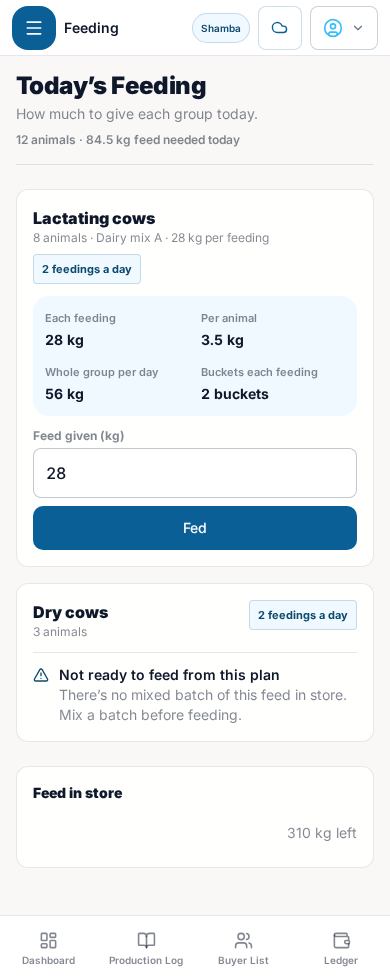 Feeding
Shamba
Today's Feeding
How much to give each group today.
12 animals · 84.5 kg feed needed today
Lactating cows
8 animals · Dairy mix A · 28 kg per feeding
2 feedings a day
Each feeding
28 kg
Per animal
3.5 kg
Whole group per day
56 kg
Buckets each feeding
2 buckets
Feed given (kg)
28
Fed
Dry cows
3 animals
2 feedings a day
Not ready to feed from this plan
There's no mixed batch of this feed in store.
Mix a batch before feeding.
Feed in store
310 kg left
Dashboard
Production Log
Buyer List
Ledger